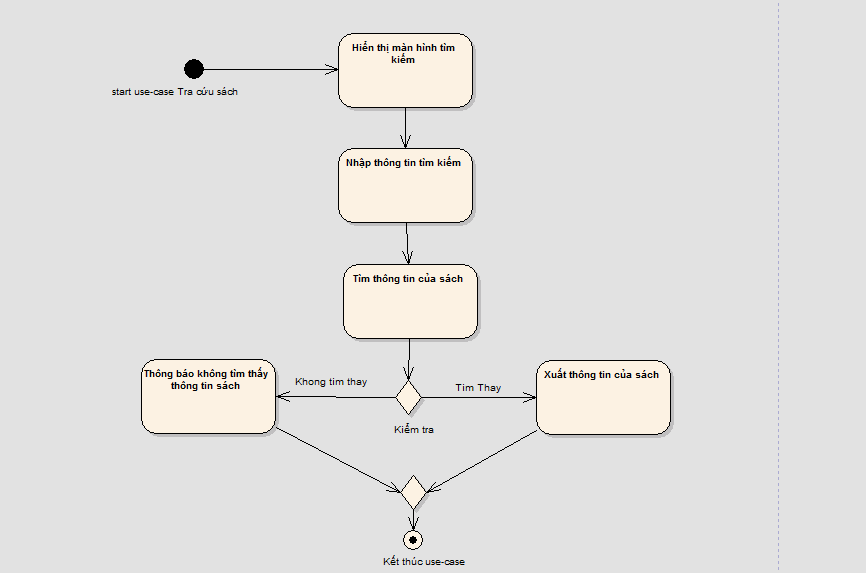 Hiển thị màn hình tìm
kiếm
start use-case Tra cứu sách
Nhập thông tin tìm kiếm
Tìm thông tin của sách
Thông báo không tìm thấy
thông tin sách
Khong tim thay
Tim Thay
Xuất thông tin của sách
Kiểm tra
Kết thúc use-case